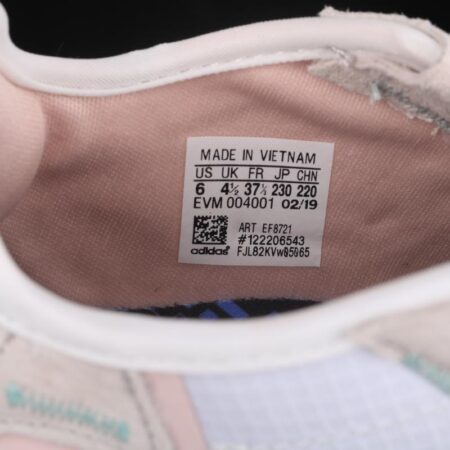 MADE IN VIETNAM
US UK FR JP CHN
6 4½ 37⅓ 230 220
EVM 004001 02/19
ART EF8721
#122206543
adidas